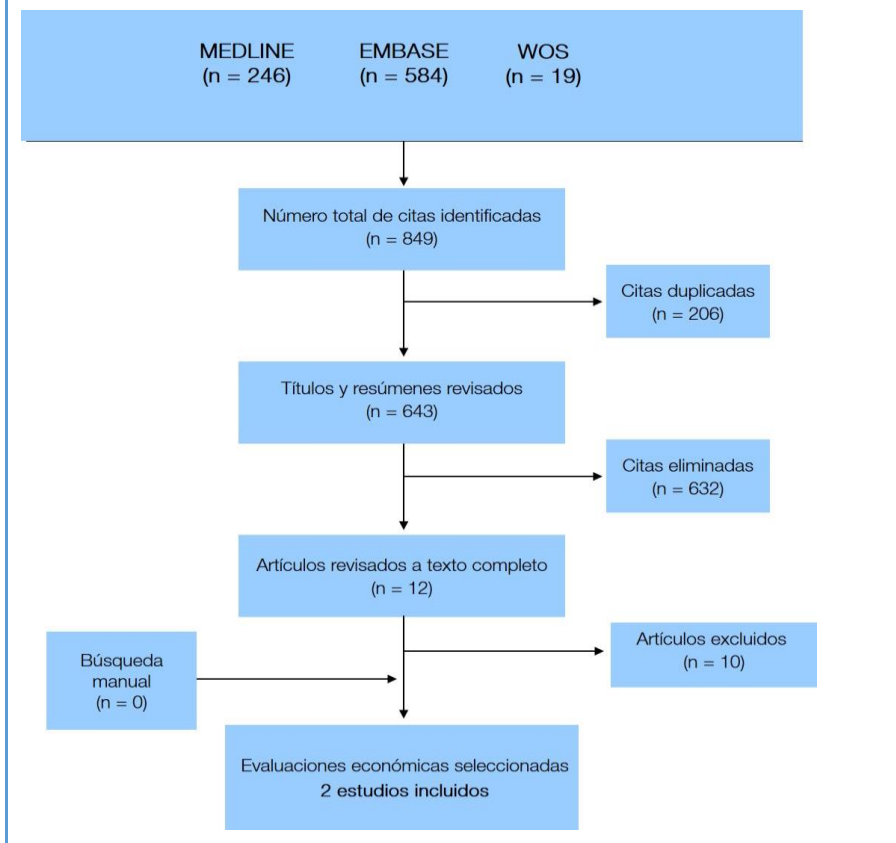 MEDLINE
(n = 246)
EMBASE
(n = 584)
WOS
(n = 19)
Número total de citas identificadas
(n = 849)
Citas duplicadas
(n = 206)
Títulos y resúmenes revisados
(n = 643)
Citas eliminadas
(n = 632)
Artículos revisados a texto completo
(n = 12)
Artículos excluidos
(n = 10)
Búsqueda
manual
(n = 0)
Evaluaciones económicas seleccionadas
2 estudios incluidos